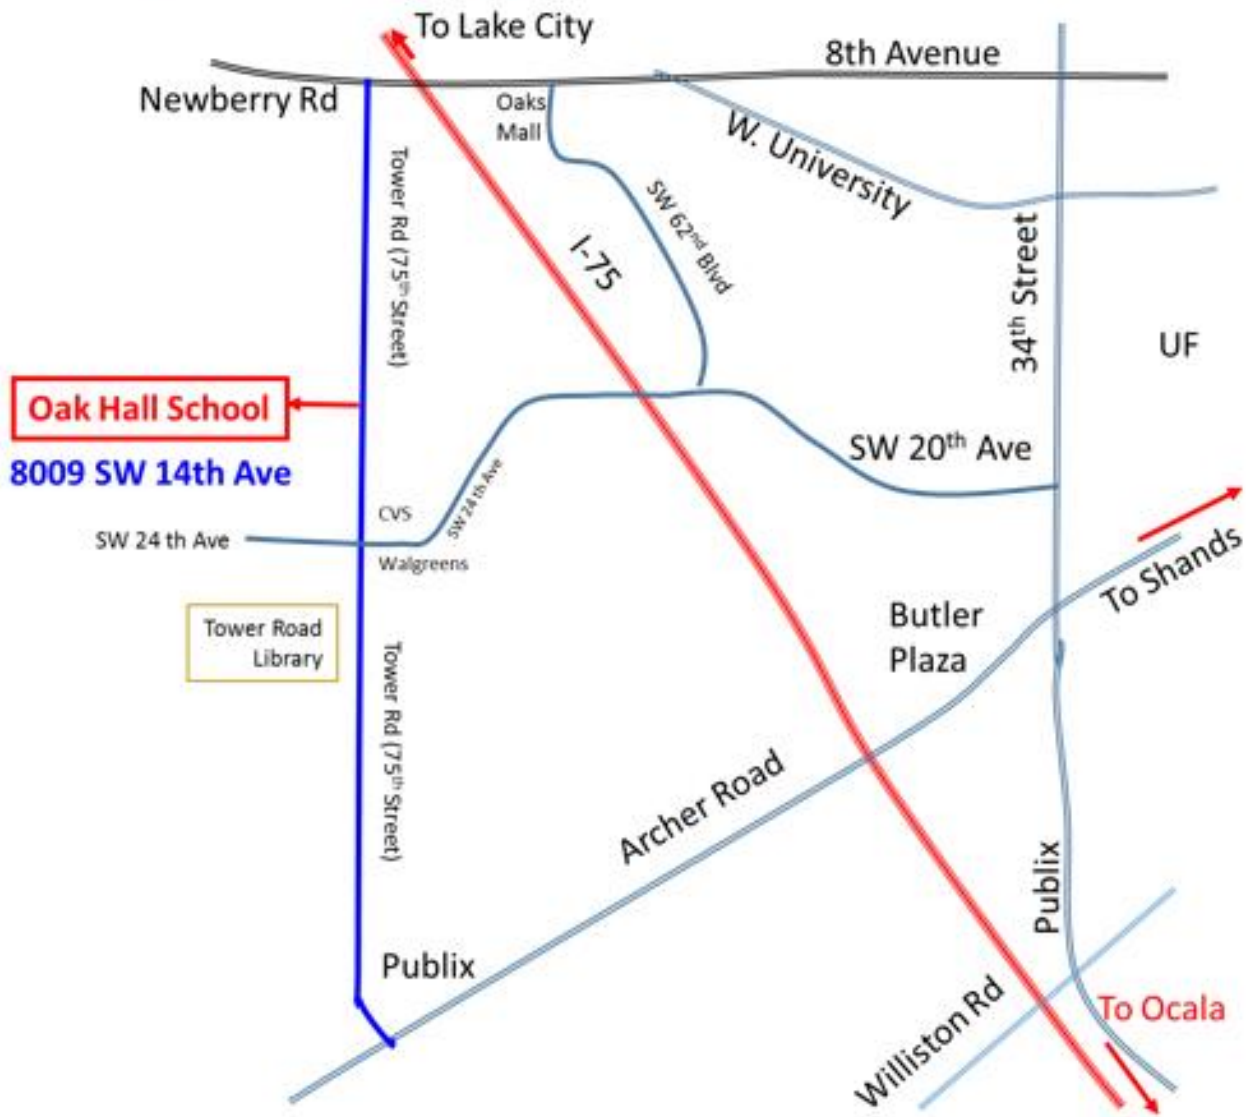 To Lake City
8th Avenue
Newberry Rd
Oaks
Mall
W. University
Tower Rd (75th Street)
SW 62nd Blvd
I-75
34th Street
UF
Oak Hall School
8009 SW 14th Ave
SW 20th Ave
SW 24 th Ave
CVS
SW 24 th Ave
Walgreens
To Shands
Tower Road
Library
Butler
Plaza
Tower Rd (75th Street)
Archer Road
Publix
Publix
Williston Rd
To Ocala